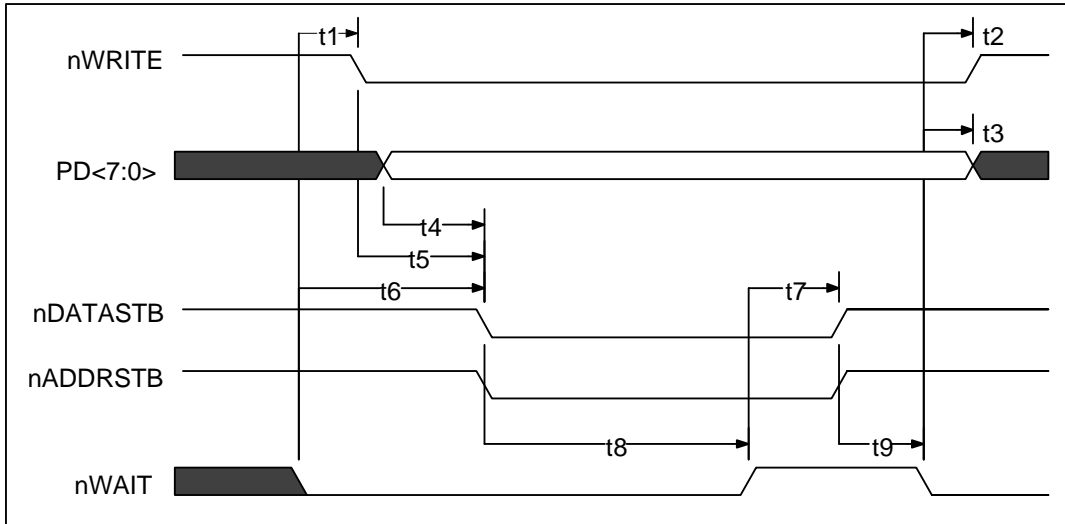 t1
t2
nWRITE
t3
PD<7:0>
t4
t5
t6
t7
nDATASTB
nADDRSTB
t8
t9
nWAIT